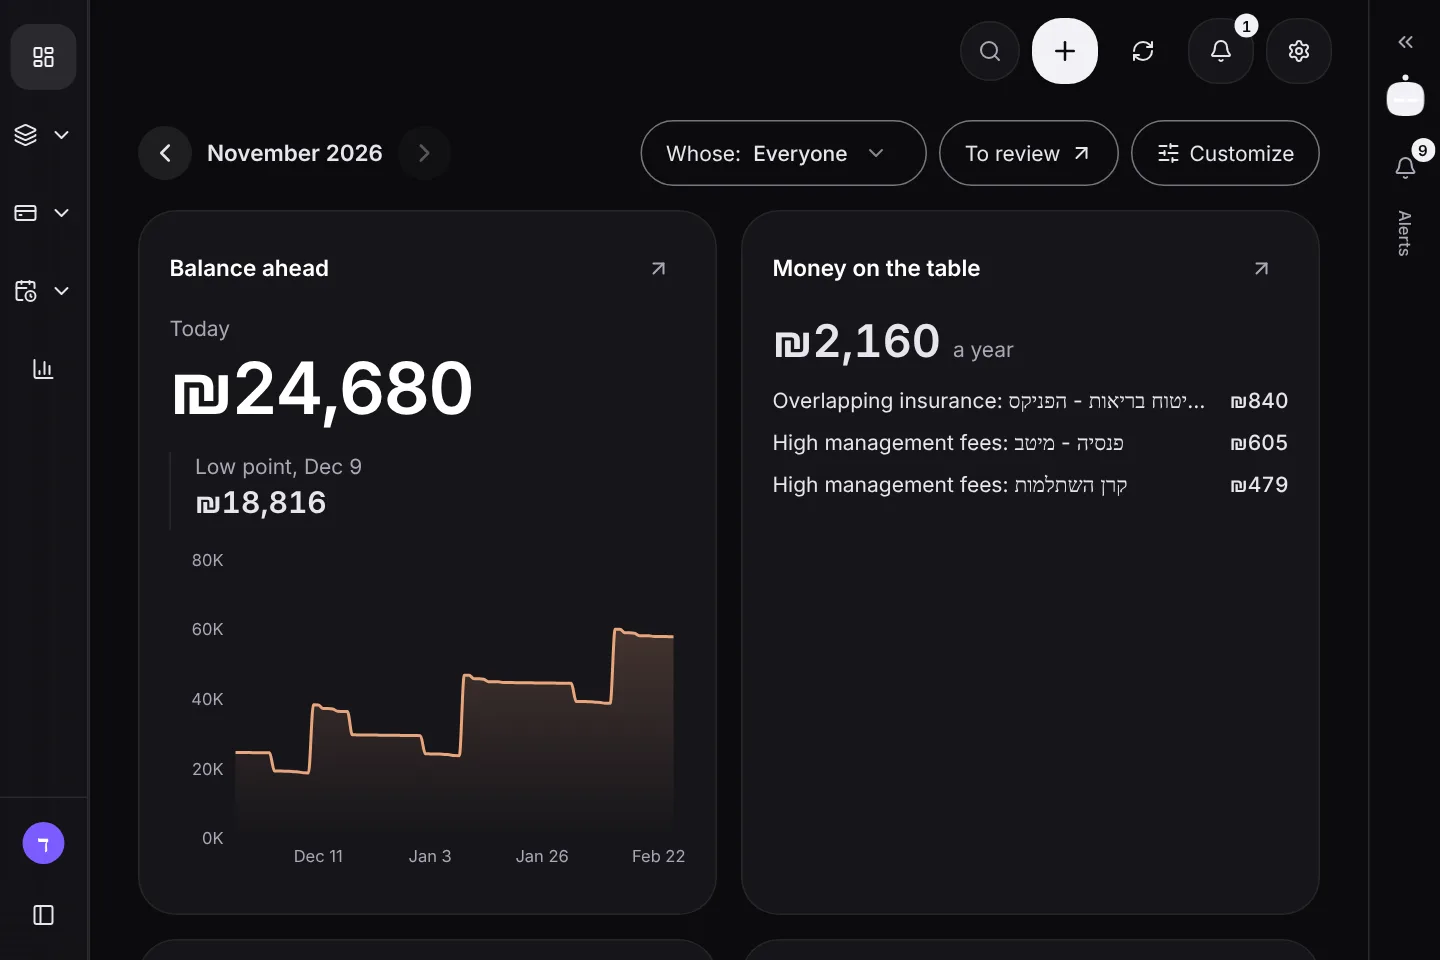 1
November 2026
Whose: Everyone
To review
Customize
9
Alerts
Balance ahead
Today
₪24,680
Low point, Dec 9
₪18,816
80K
60K
40K
20K
0K
Dec 11
Jan 3
Jan 26
Feb 22
Money on the table
₪2,160 a year
Overlapping insurance: יטוח בריאות - הפניקס... ₪840
High management fees: פנסיה - מיטב ₪605
High management fees: קרן השתלמות ₪479
ד